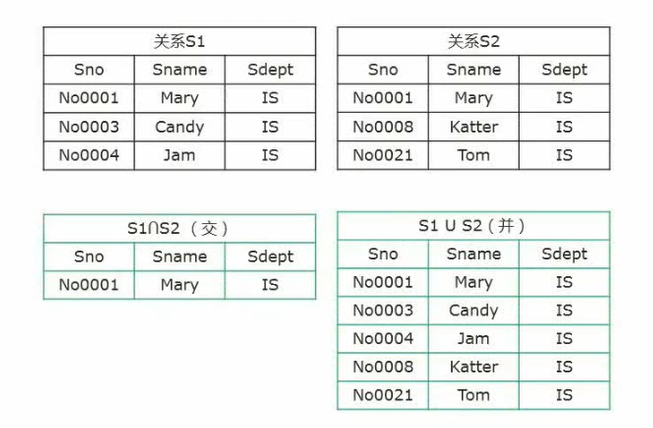 关系S1
Sno Sname Sdept
No0001 Mary IS
No0003 Candy IS
No0004 Jam IS
关系S2
Sno Sname Sdept
No0001 Mary IS
No0008 Katter IS
No0021 Tom IS
S1∩S2 （交）
Sno Sname Sdept
No0001 Mary IS
S1 U S2（并）
Sno Sname Sdept
No0001 Mary IS
No0003 Candy IS
No0004 Jam IS
No0008 Katter IS
No0021 Tom IS